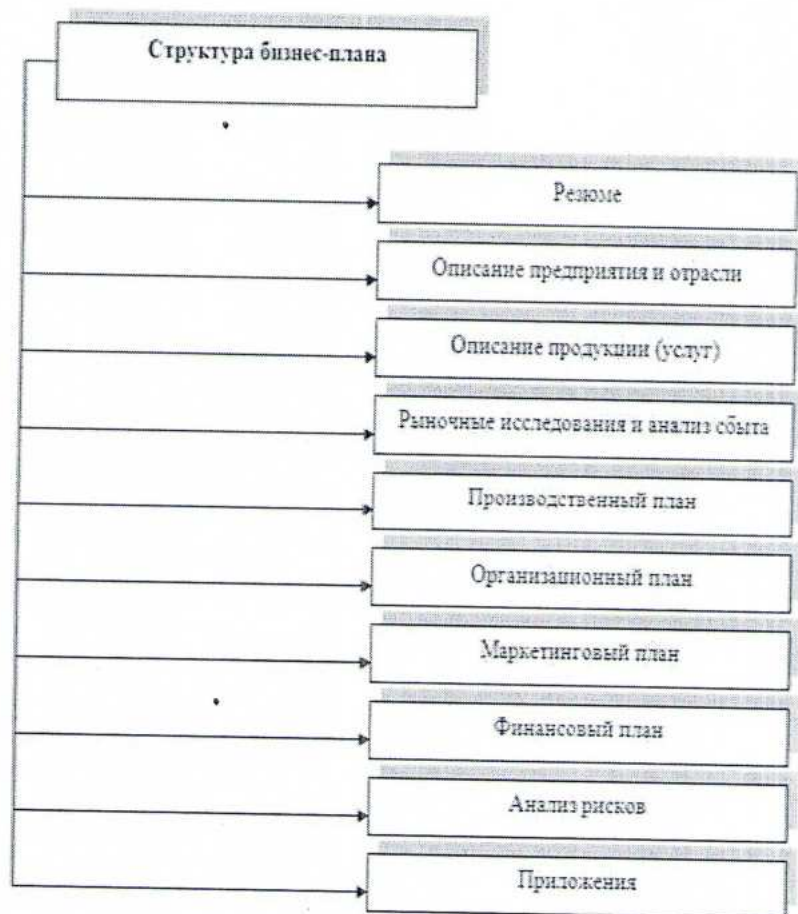 Структура бизнес-плана
Резюме
Описание предприятия и отрасли
Описание продукции (услуг)
Рыночные исследования и анализ сбыта
Производственный план
Организационный план
Маркетинговый план
Финансовый план
Анализ рисков
Приложения